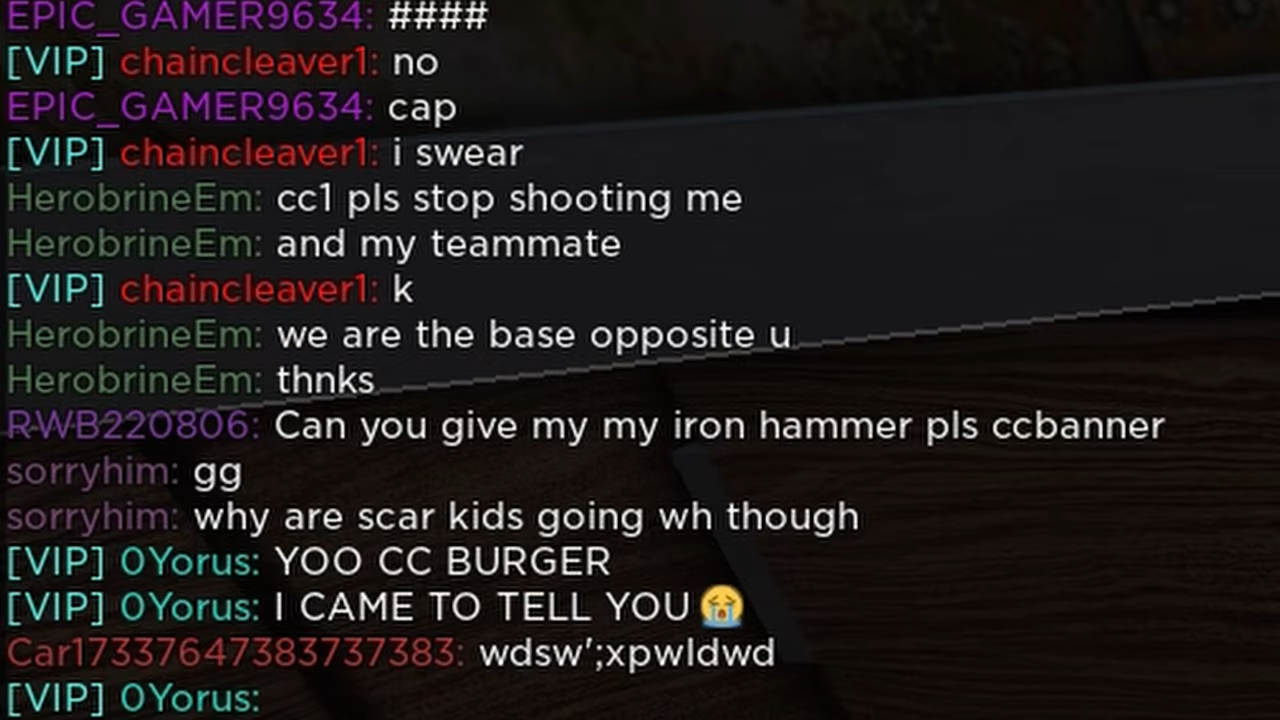 EPIC_GAMER9634: ####
[VIP] chaincleaver1: no
EPIC_GAMER9634: cap
[VIP] chaincleaver1: i swear
HerobrineEm: cc1 pls stop shooting me
HerobrineEm: and my teammate
[VIP] chaincleaver1: k
HerobrineEm: we are the base opposite u
HerobrineEm: thnks
RWB220806: Can you give my my iron hammer pls ccbanner
sorryhim: gg
sorryhim: why are scar kids going wh though
[VIP] 0Yorus: YOO CC BURGER
[VIP] 0Yorus: I CAME TO TELL YOU😭
Car17337647383737383: wdsw';xpwldwd
[VIP] 0Yorus: